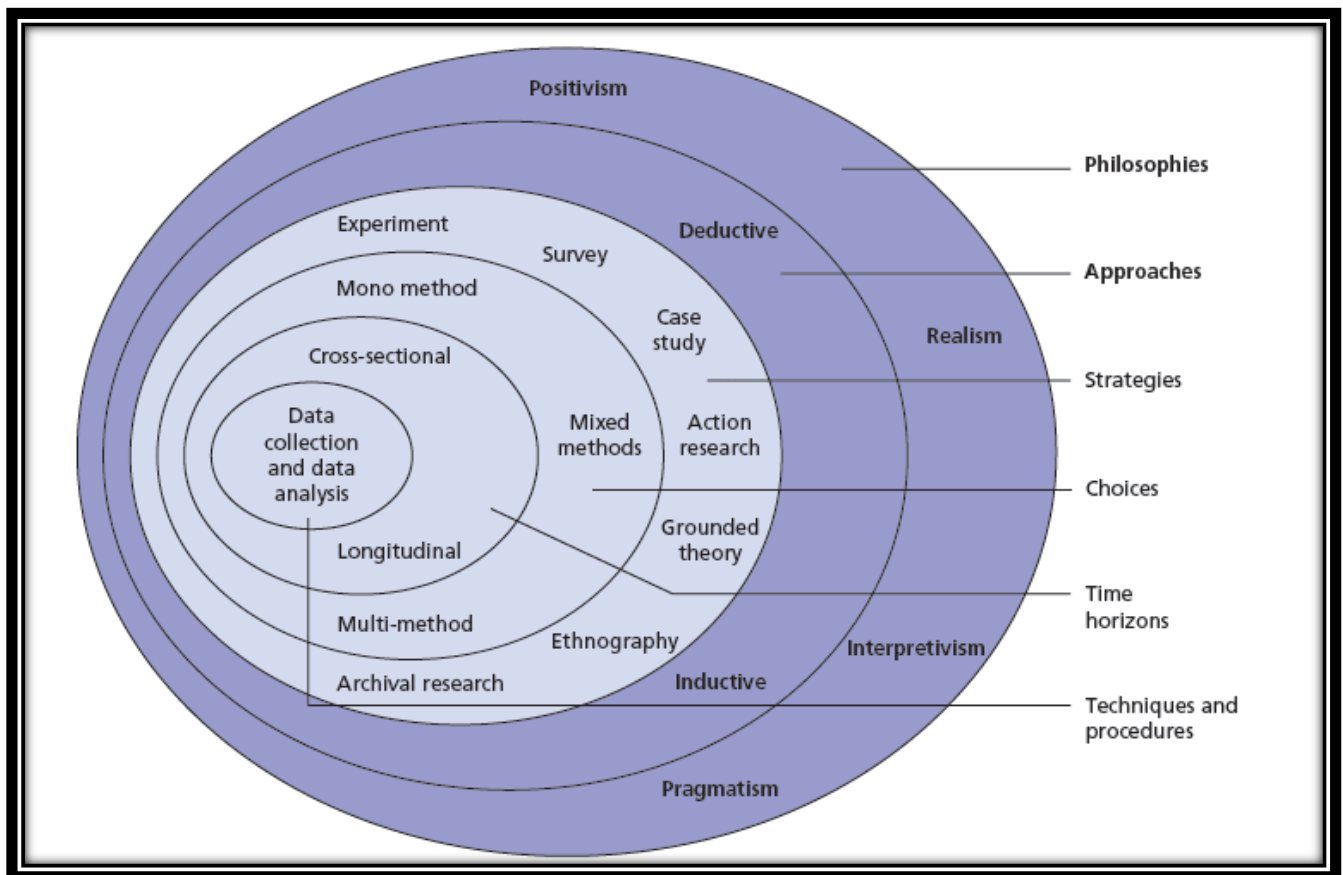 Positivism
Philosophies
Experiment
Deductive
Survey
Approaches
Mono method
Case
study
Realism
Cross-sectional
Strategies
Data
collection
and data
analysis
Mixed
methods
Action
research
Choices
Grounded
theory
Longitudinal
Time
horizons
Multi-method
Ethnography
Interpretivism
Archival research
Inductive
Techniques and
procedures
Pragmatism